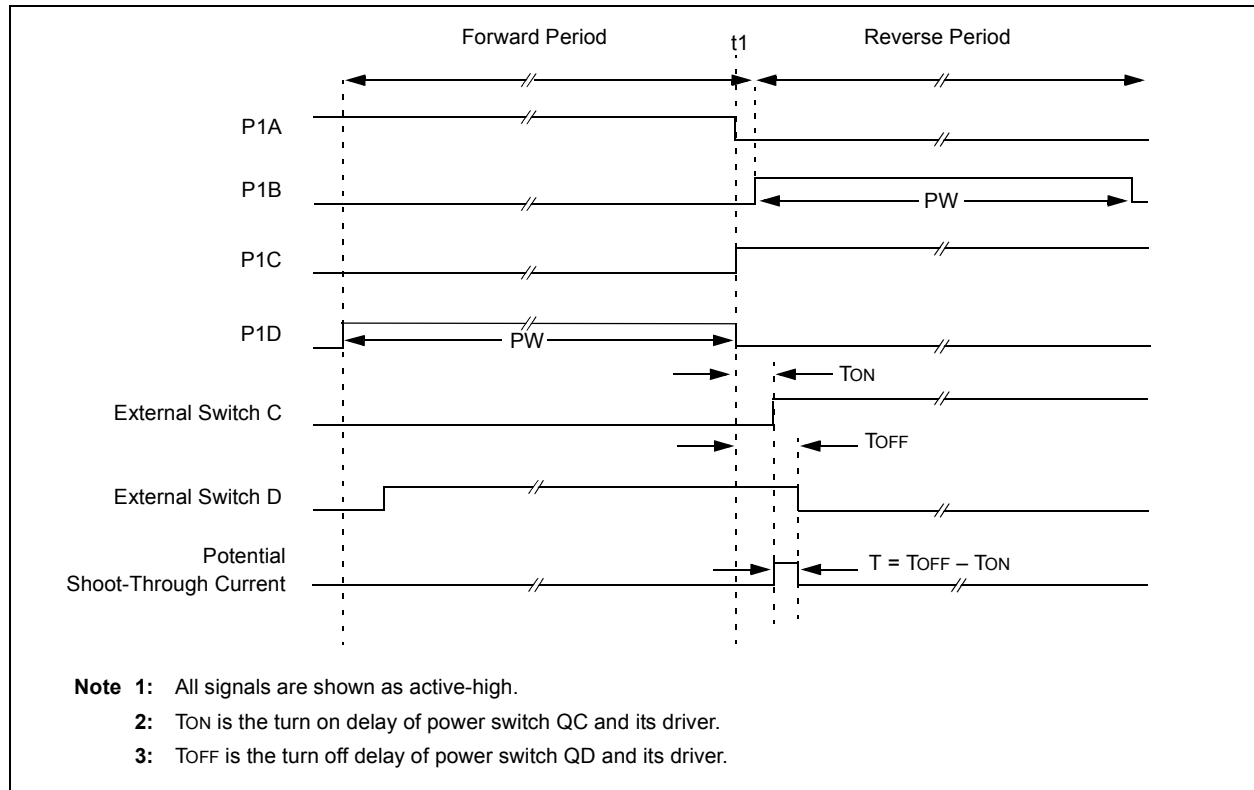 Forward Period
t1
Reverse Period
P1A
P1B
PW
P1C
P1D
PW
TON
External Switch C
TOFF
External Switch D
Potential
Shoot-Through Current
T = TOFF – TON
Note 1: All signals are shown as active-high.
2: TON is the turn on delay of power switch QC and its driver.
3: TOFF is the turn off delay of power switch QD and its driver.